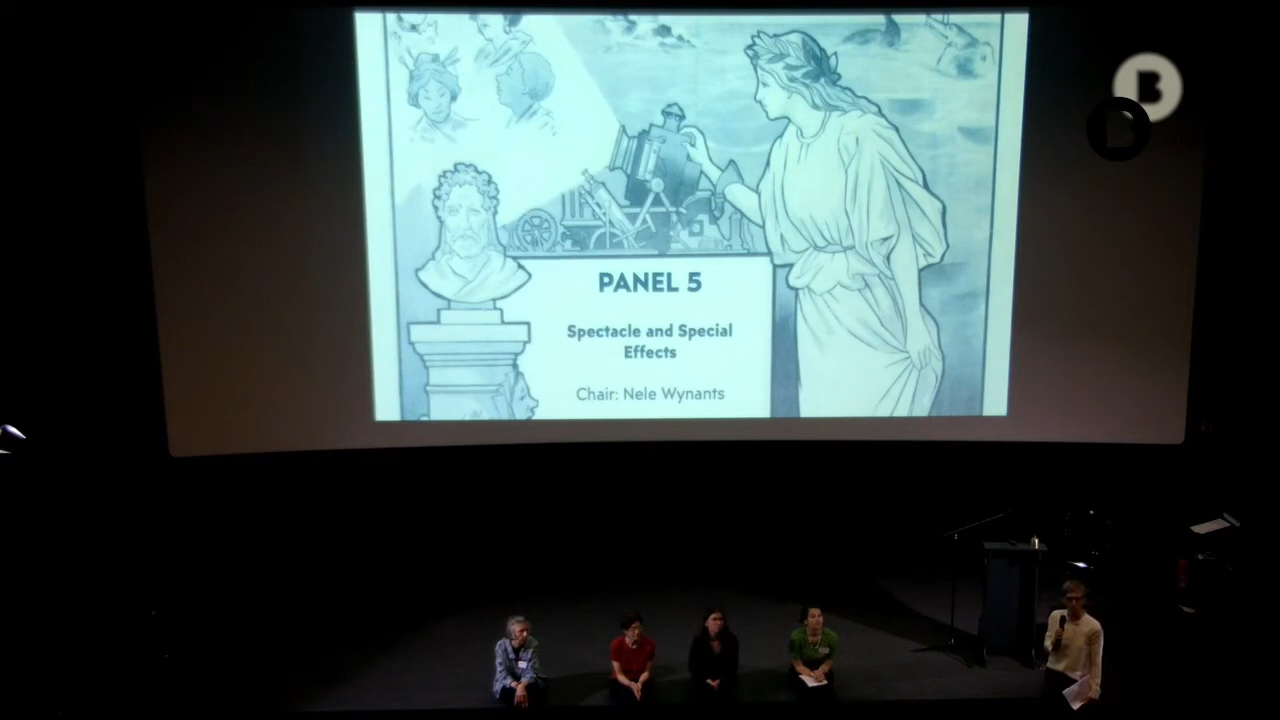 B
B
PANEL 5
Spectacle and Special
Effects
Chair: Nele Wynants